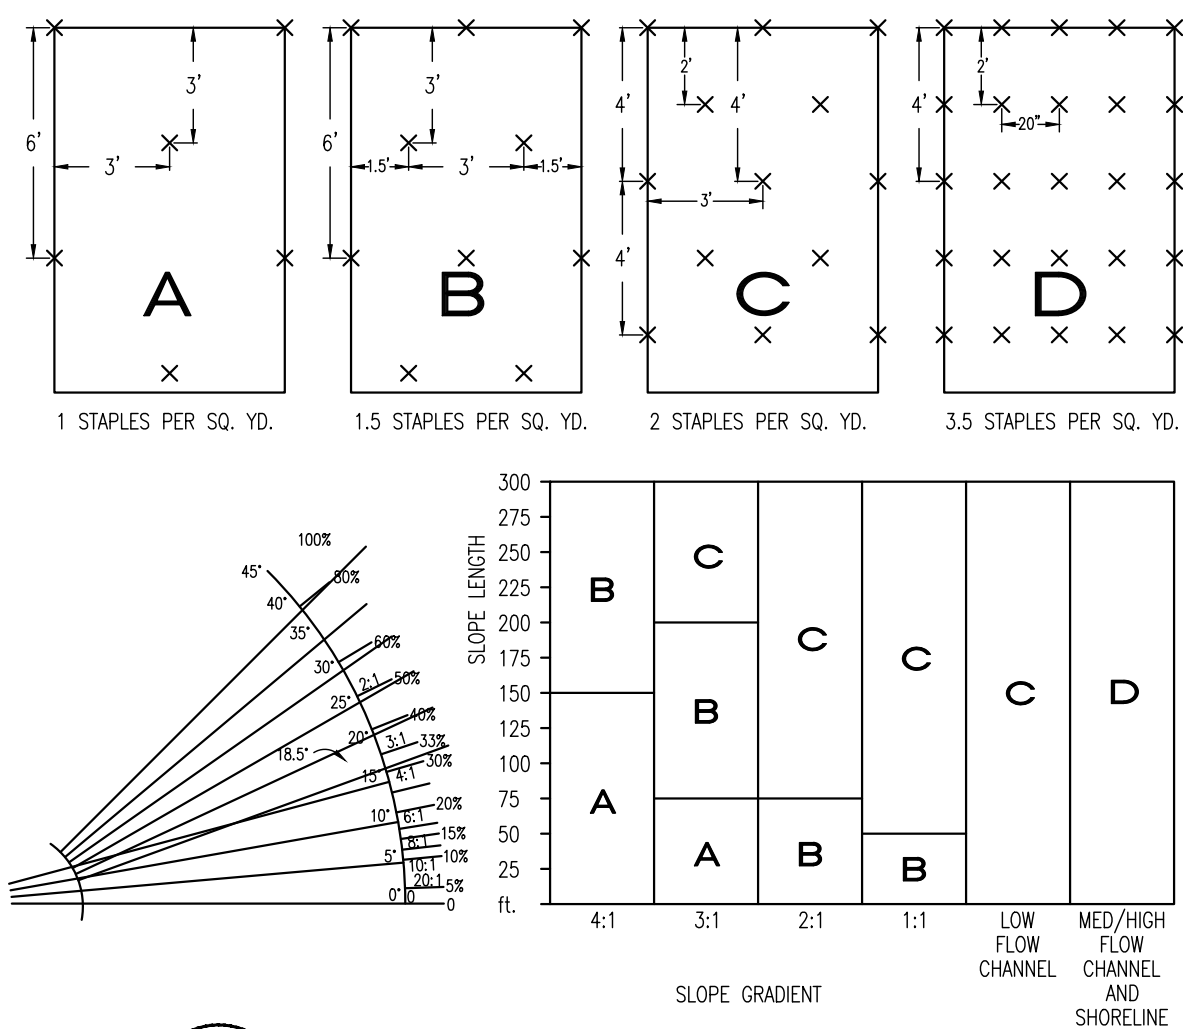 6' 3' 3' A
6' 3' 1.5' 3' 1.5' B
4' 2' 4' 3' 4' C
4' 2' 20" D
1 STAPLES PER SQ. YD.
1.5 STAPLES PER SQ. YD.
2 STAPLES PER SQ. YD.
3.5 STAPLES PER SQ. YD.
100%
45°
80%
40°
35°
60%
30°
2:1 50%
25°
40%
20°
3:1 33%
18.5°
30%
15° 4:1
20%
10° 6:1
15%
8:1
5° 10%
10:1
20:1 5%
0° 0 0
SLOPE LENGTH
300
275
250
225
200
175
150
125
100
75
50
25
ft.
B
A
C
B
A
C
B
C
B
C
D
4:1
3:1
2:1
1:1
LOW
FLOW
CHANNEL
MED/HIGH
FLOW
CHANNEL
AND
SHORELINE
SLOPE GRADIENT